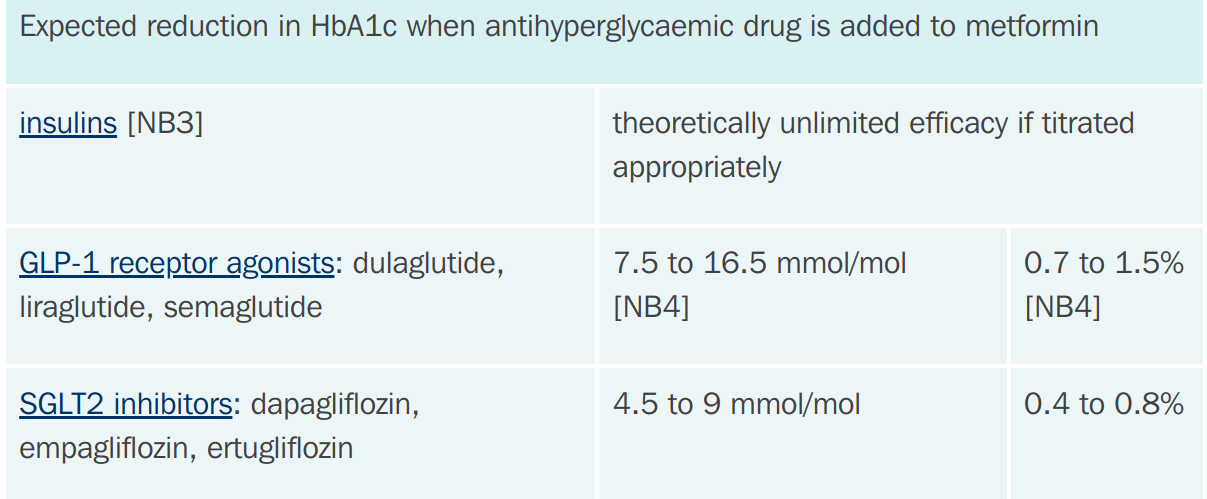 Expected reduction in HbA1c when antihyperglycaemic drug is added to metformin
insulins [NB3]
theoretically unlimited efficacy if titrated
appropriately
GLP-1 receptor agonists: dulaglutide,
liraglutide, semaglutide
7.5 to 16.5 mmol/mol
[NB4]
0.7 to 1.5%
[NB4]
SGLT2 inhibitors: dapagliflozin,
empagliflozin, ertugliflozin
4.5 to 9 mmol/mol
0.4 to 0.8%